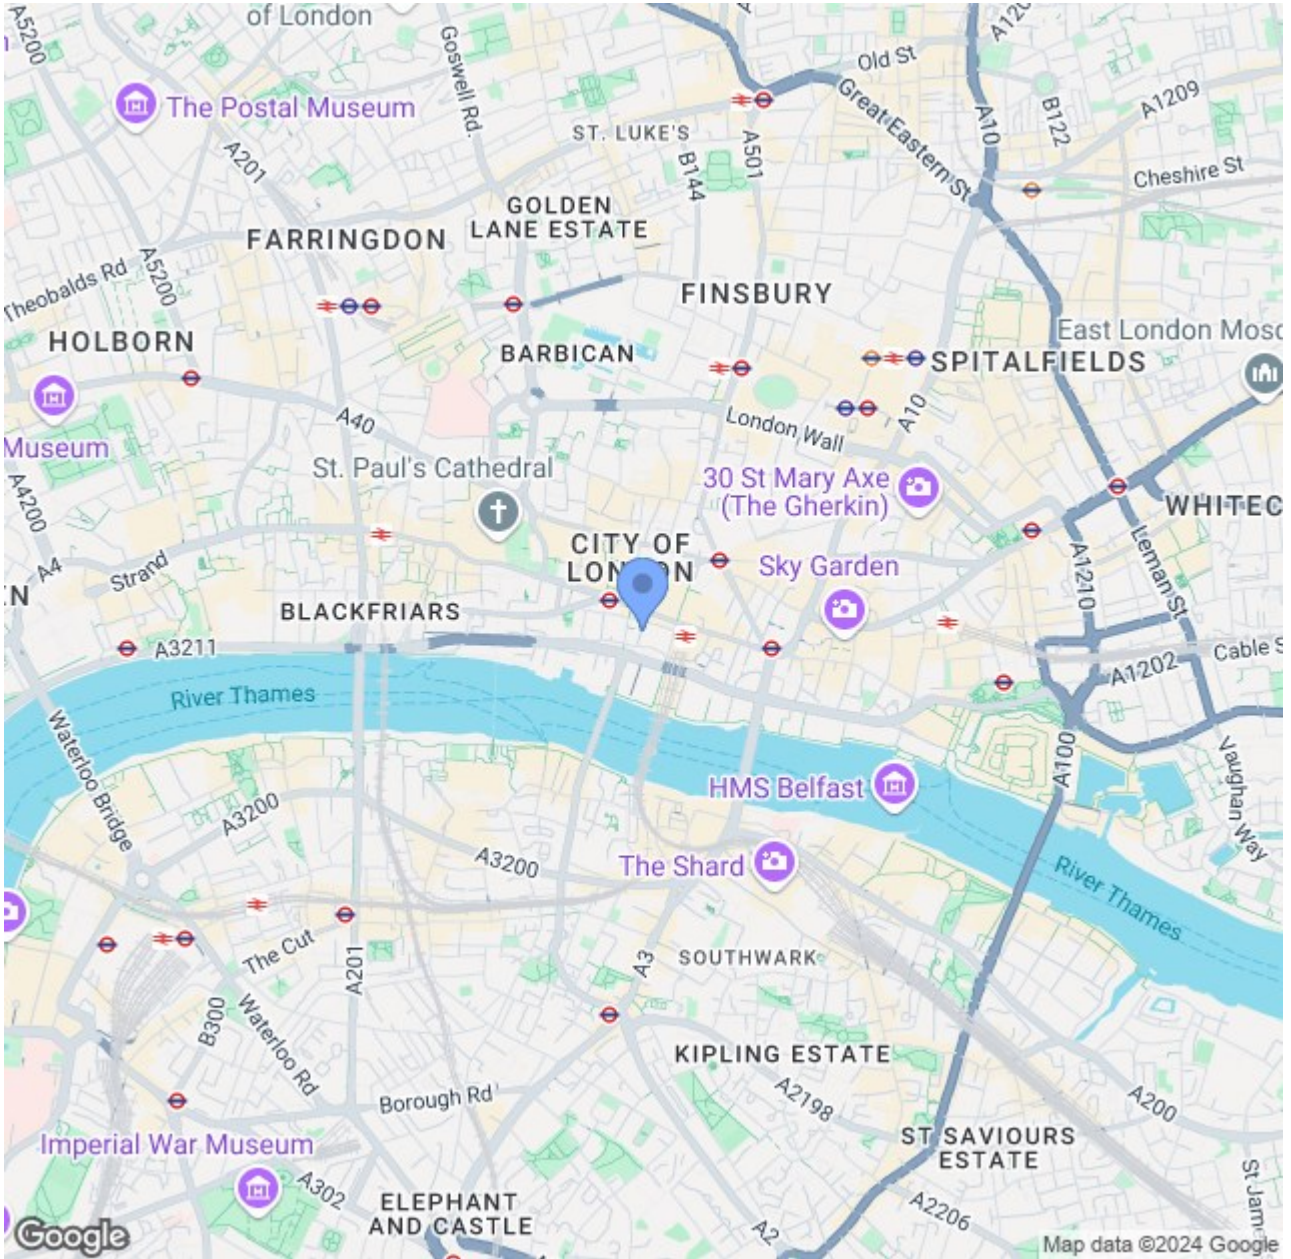 of London
A5200
Goswell Rd.
Old St
A120
The Postal Museum
A10
B122
A1209
Great Eastern St
A201
ST. LUKE'S
B144
A501
Cheshire St
GOLDEN
LANE ESTATE
FARRINGDON
Theobalds Rd
A5200
FINSBURY
HOLBORN
BARBICAN
East London Mosc
SPITALFIELDS
A40
London Wall
A10
Museum
St. Paul's Cathedral
30 St Mary Axe
(The Gherkin)
A4200
WHITEC
CITY OF
LONDON
Sky Garden
A4
Strand
A1210
Leman St
EN
BLACKFRIARS
A3211
Cable S
A1202
River Thames
Waterloo Bridge
A100
HMS Belfast
Vaughan Way
A3200
A3200
The Shard
River Thames
The Cut
A201
A3
SOUTHWARK
B300
Waterloo Rd
KIPLING ESTATE
Borough Rd
A2198
A200
Imperial War Museum
ST SAVIOURS
ESTATE
A302
ELEPHANT
AND CASTLE
A2
A2206
St Jam
Google
Map data ©2024 Google